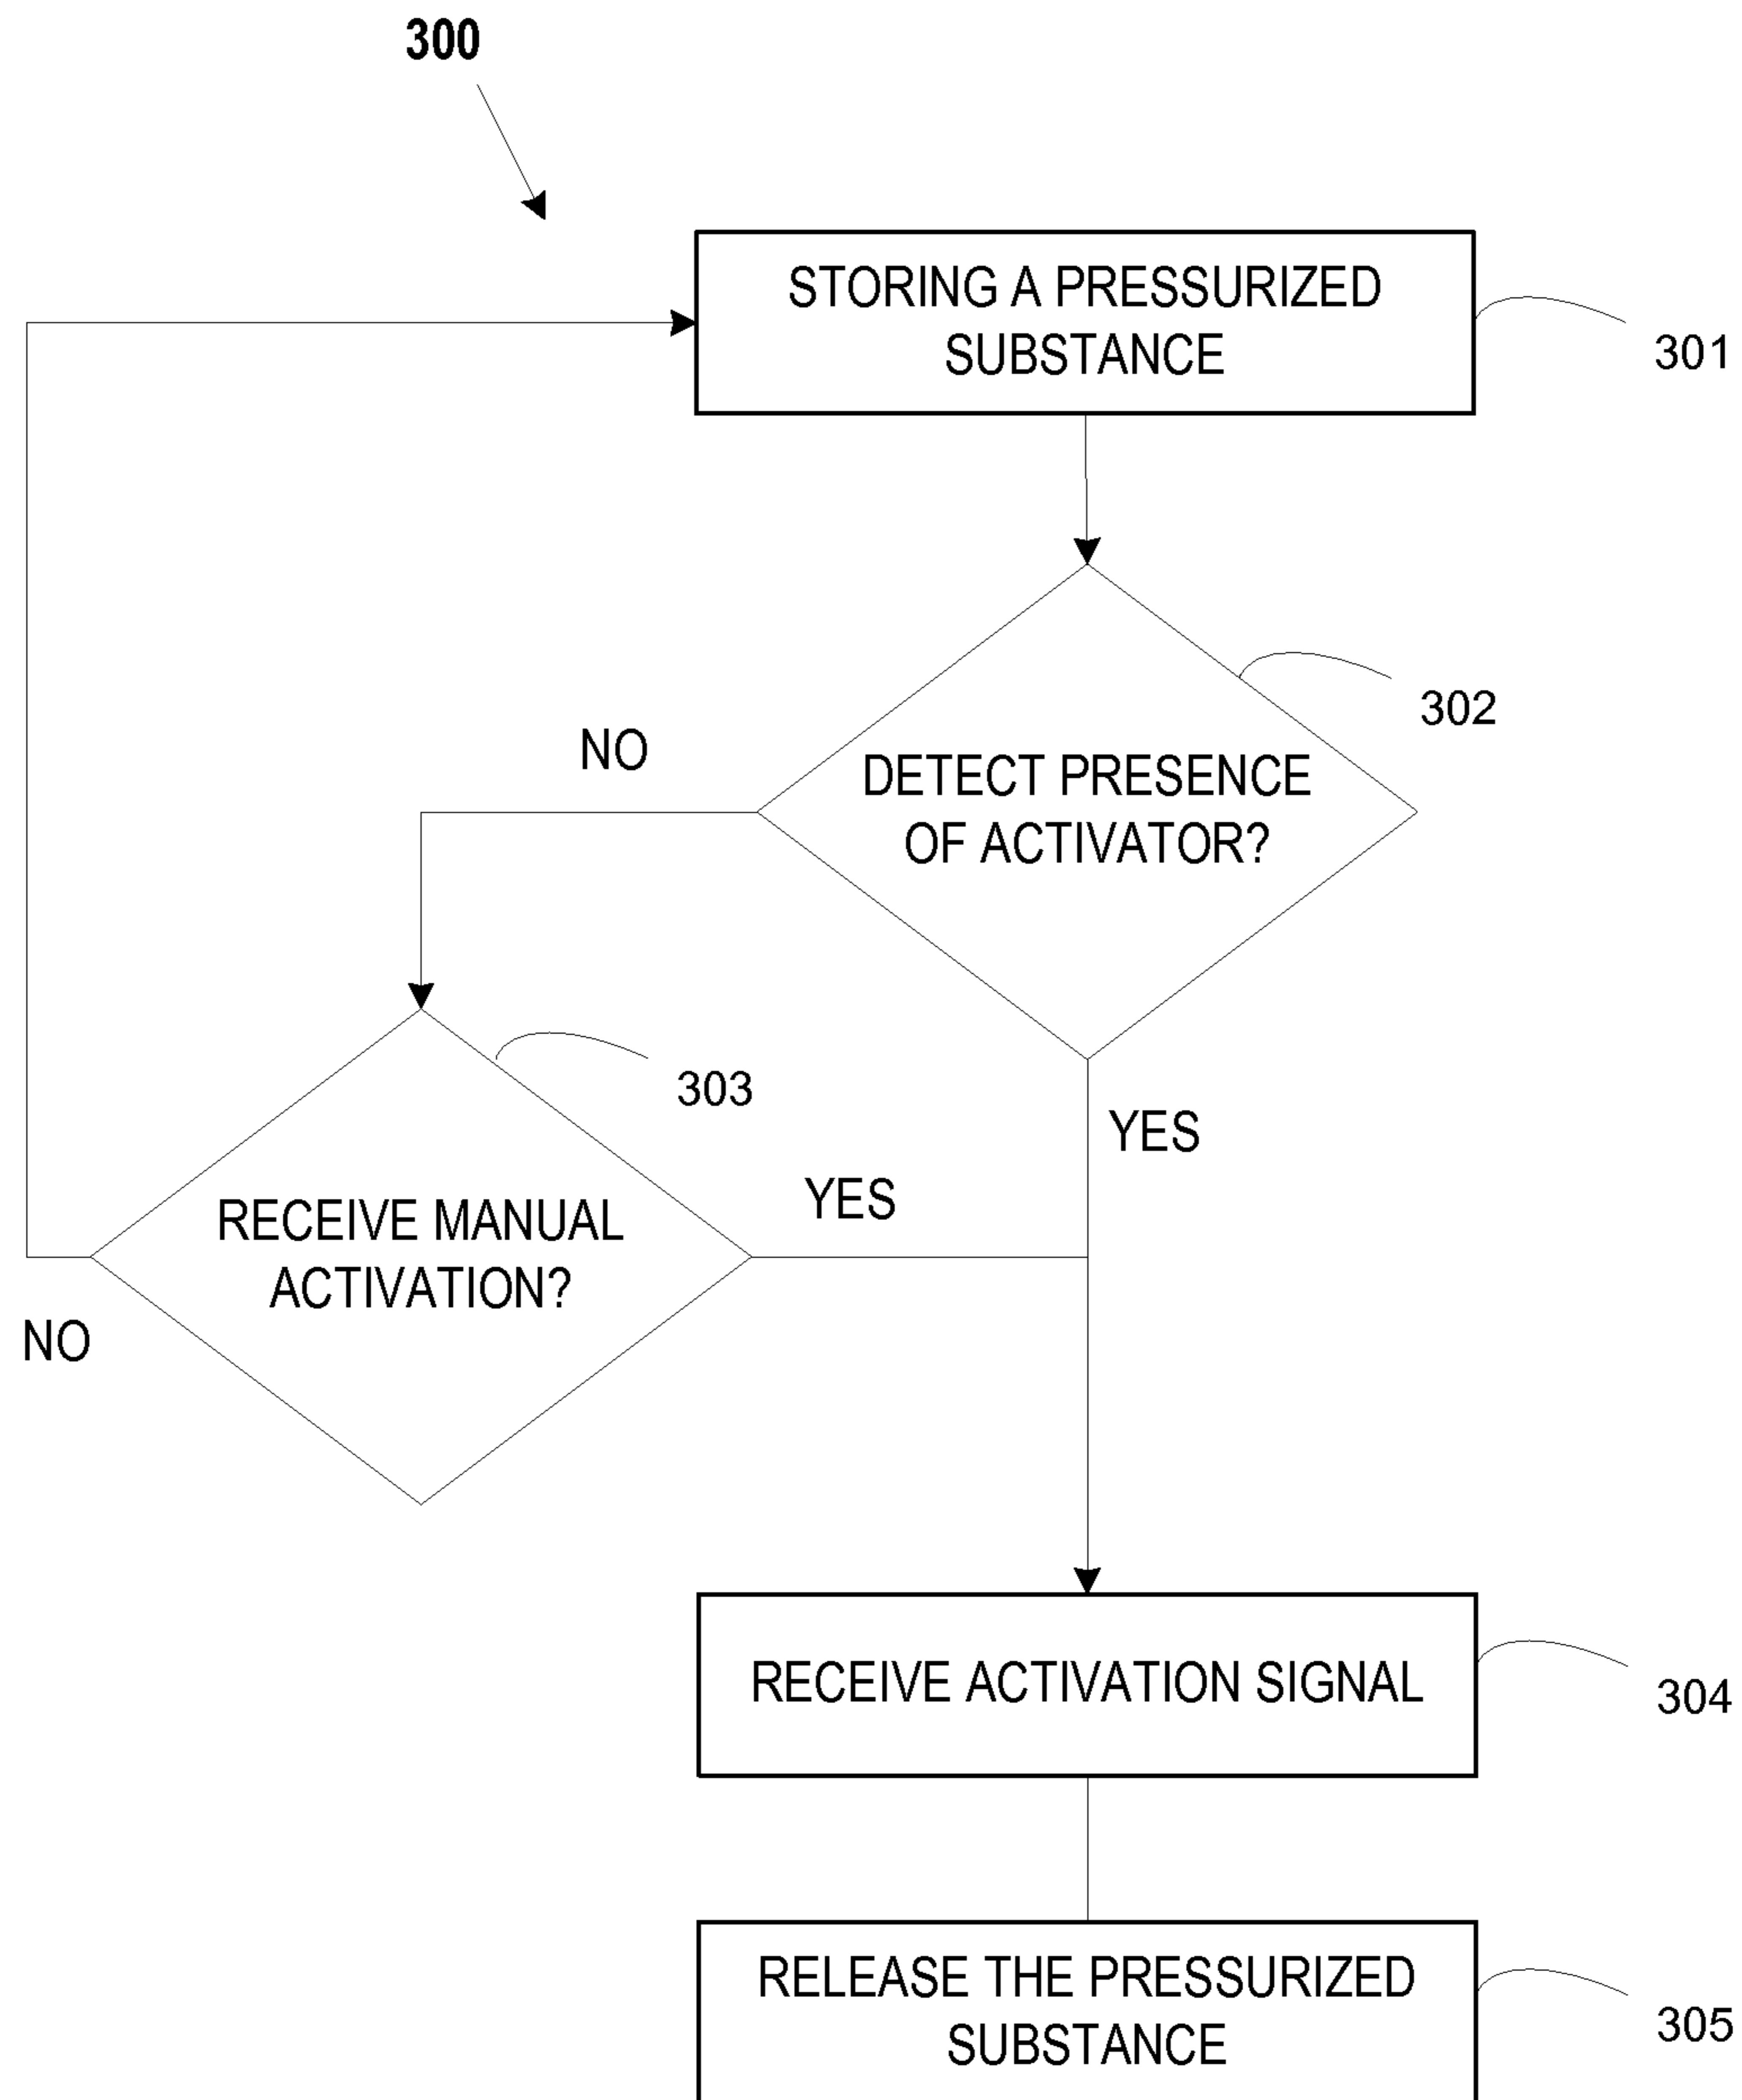 300
STORING A PRESSURIZED
SUBSTANCE
301
302
NO
DETECT PRESENCE
OF ACTIVATOR?
303
YES
YES
RECEIVE MANUAL
ACTIVATION?
NO
RECEIVE ACTIVATION SIGNAL
304
RELEASE THE PRESSURIZED
SUBSTANCE
305